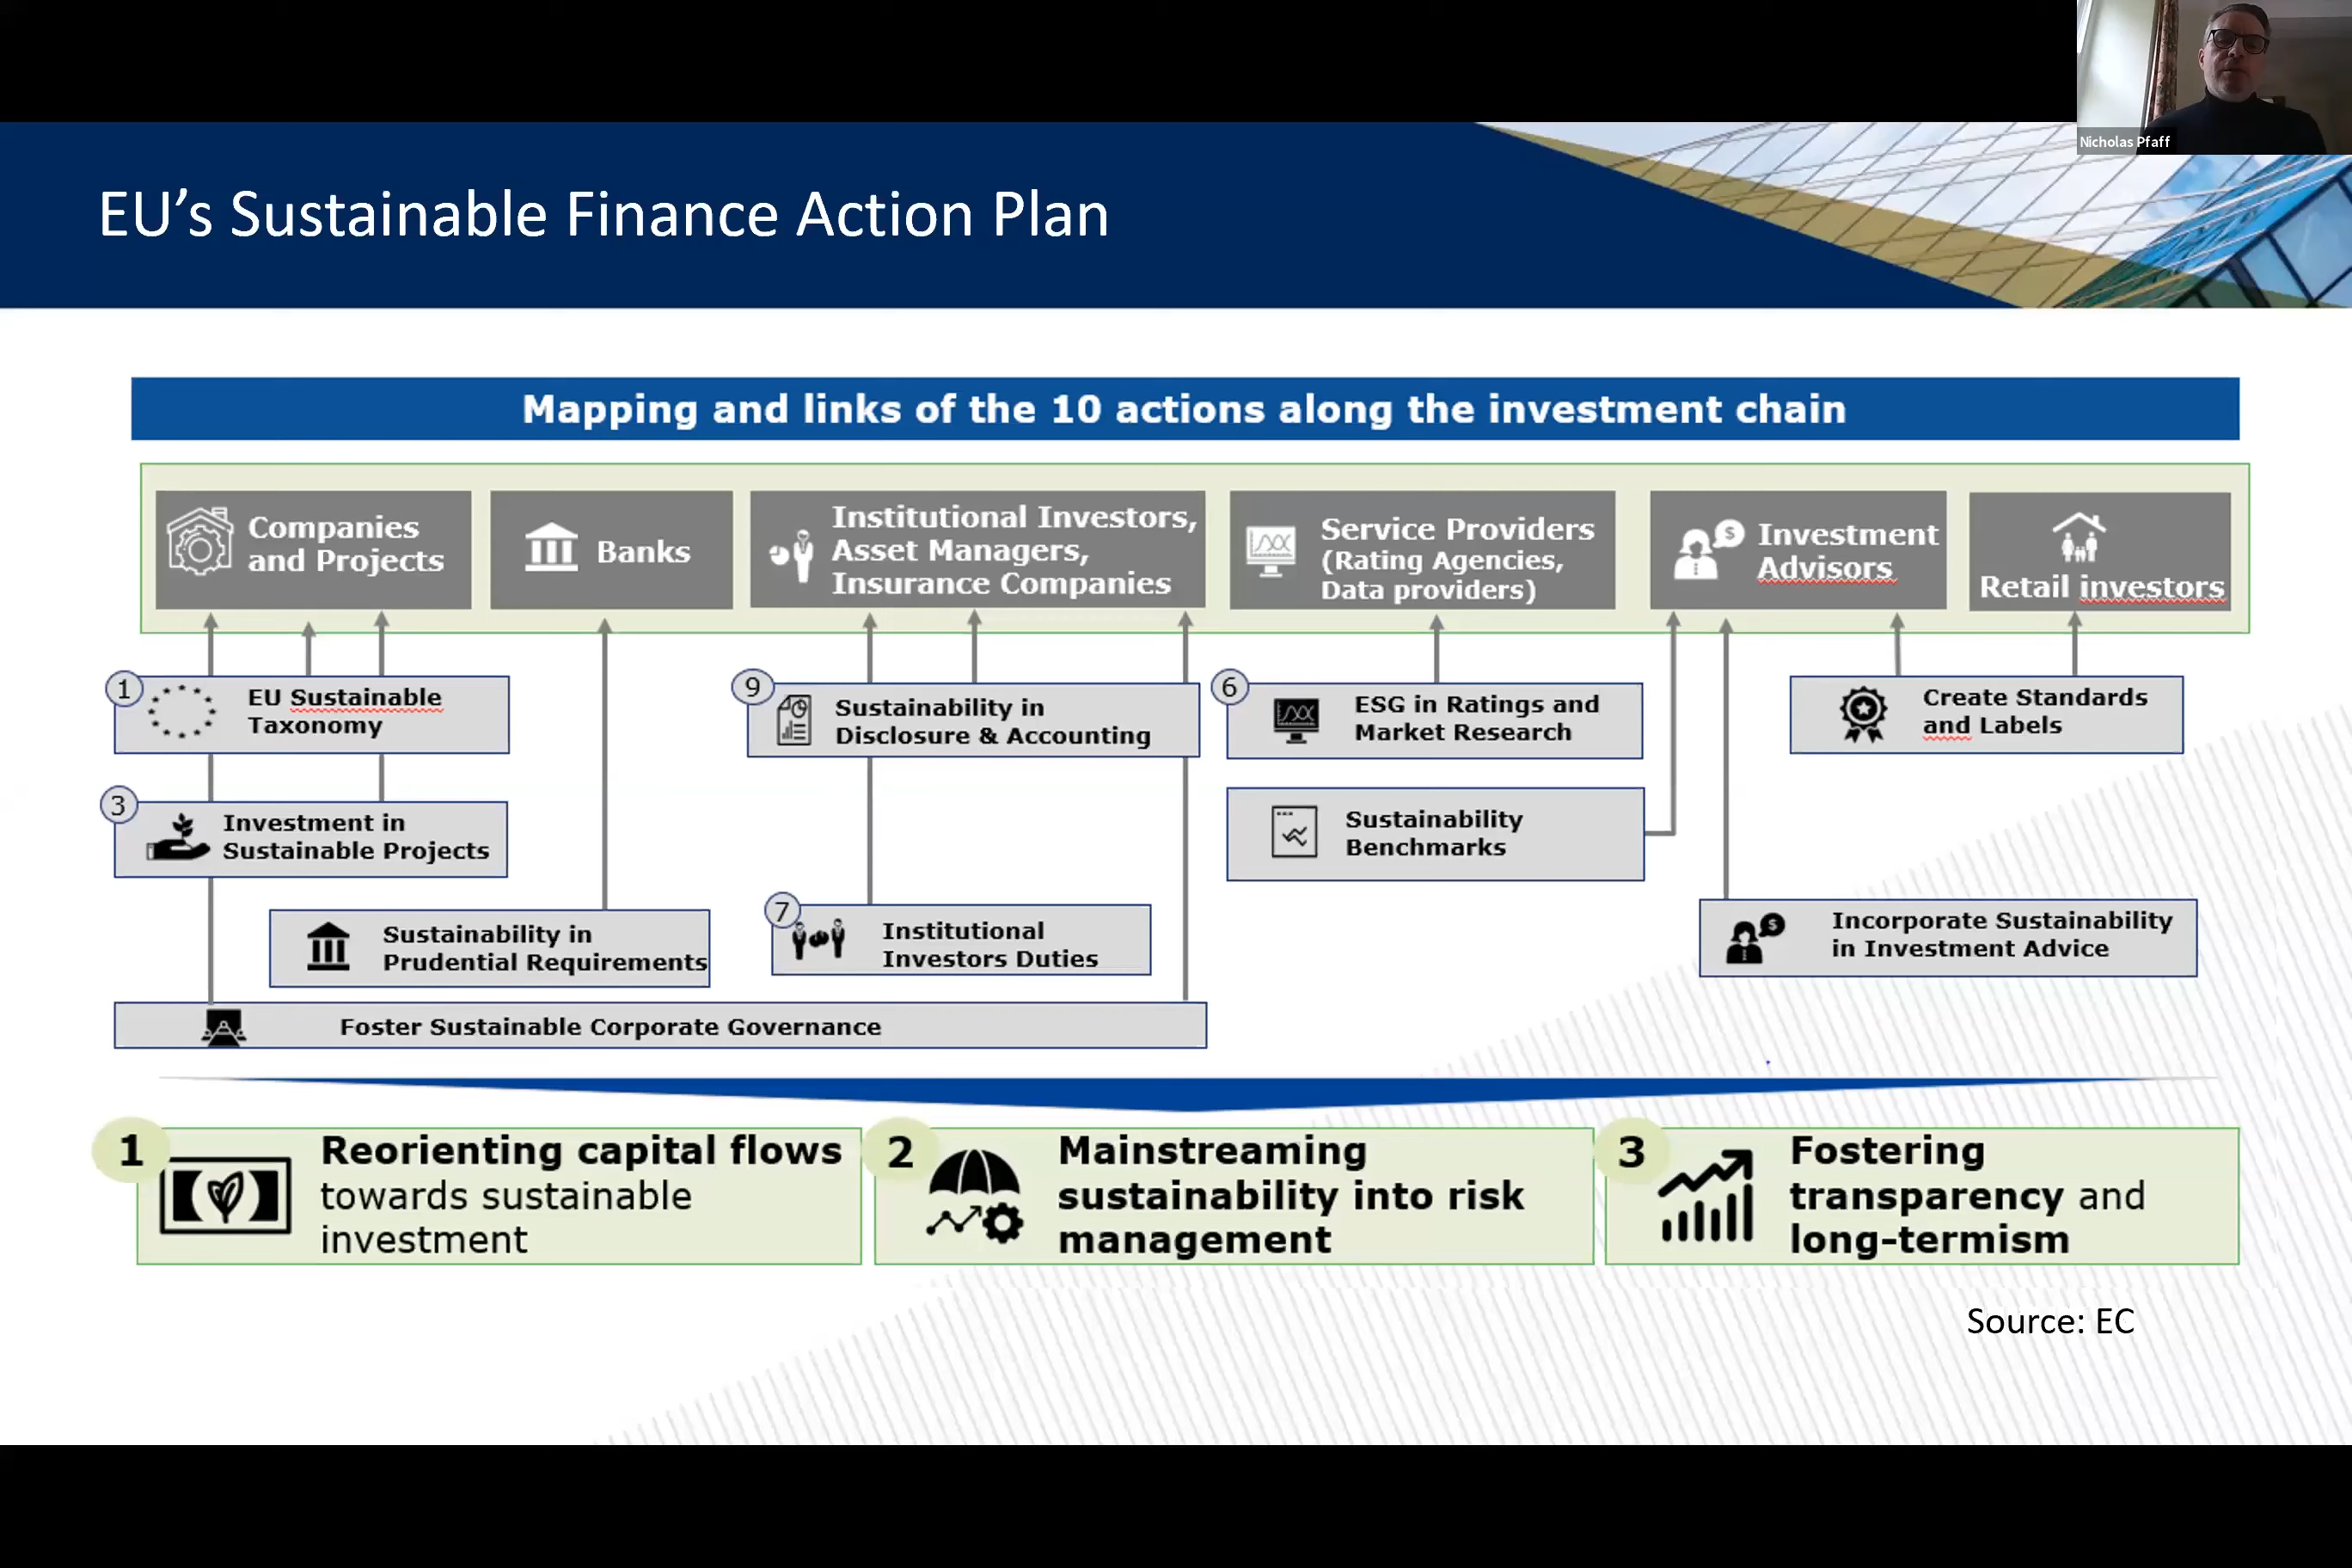 Nicholas Pfaff
EU's Sustainable Finance Action Plan
Mapping and links of the 10 actions along the investment chain
Companies
and Projects
Banks
Institutional Investors,
Asset Managers,
Insurance Companies
Service Providers
(Rating Agencies,
Data providers)
Investment
Advisors
Retail investors
1
EU Sustainable
Taxonomy
9
Sustainability in
Disclosure & Accounting
6
ESG in Ratings and
Market Research
Create Standards
and Labels
3
Investment in
Sustainable Projects
Sustainability
Benchmarks
Sustainability in
Prudential Requirements
7
Institutional
Investors Duties
Incorporate Sustainability
in Investment Advice
Foster Sustainable Corporate Governance
1
Reorienting capital flows
towards sustainable
investment
2
Mainstreaming
sustainability into risk
management
3
Fostering
transparency and
long-termism
Source: EC